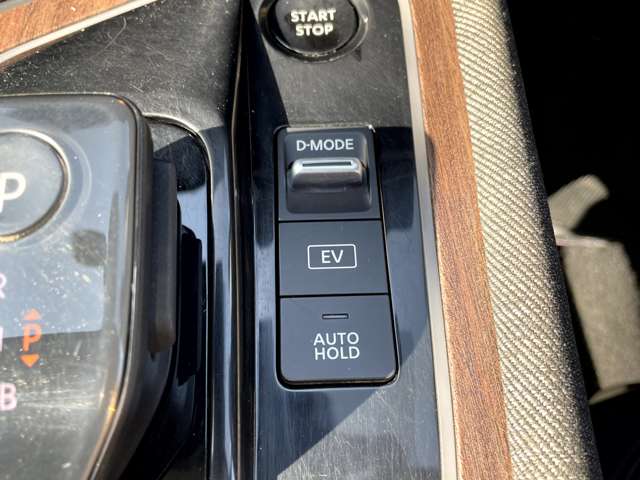 START
STOP
D-MODE
P
EV
R
P
AUTO
HOLD
B